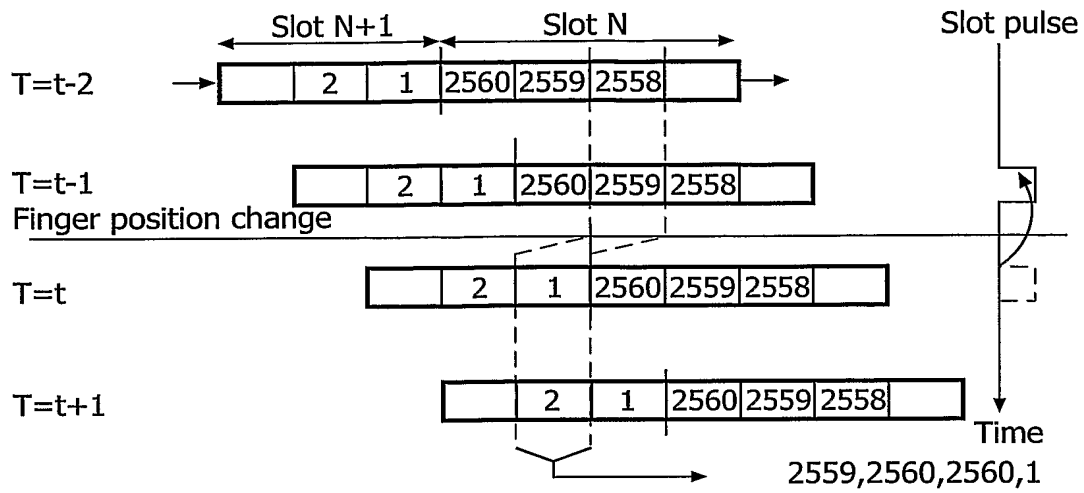 Slot N+1 Slot N Slot pulse
T=t-2 2 1 2560 2559 2558
T=t-1 2 1 2560 2559 2558
Finger position change
T=t 2 1 2560 2559 2558
T=t+1 2 1 2560 2559 2558
Time
2559,2560,2560,1